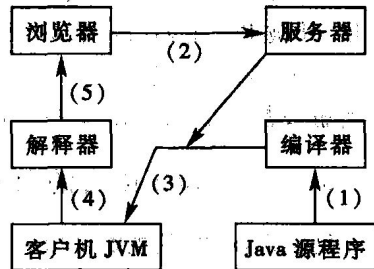 浏览器
(2)
服务器
(5)
解释器
编译器
(4)
(3)
(1)
客户机 JVM
Java 源程序